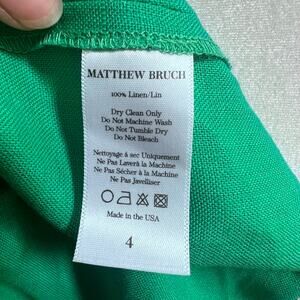 MATTHEW BRUCH
100% Linen/Lin
Dry Clean Only
Do Not Machine Wash
Do Not Tumble Dry
Do Not Bleach
Nettoyage à sec Uniquement
Ne Pas Laverà la Machine
Ne Pas Sécher à la Machine
Ne Pas Javelliser
Made in the USA
4